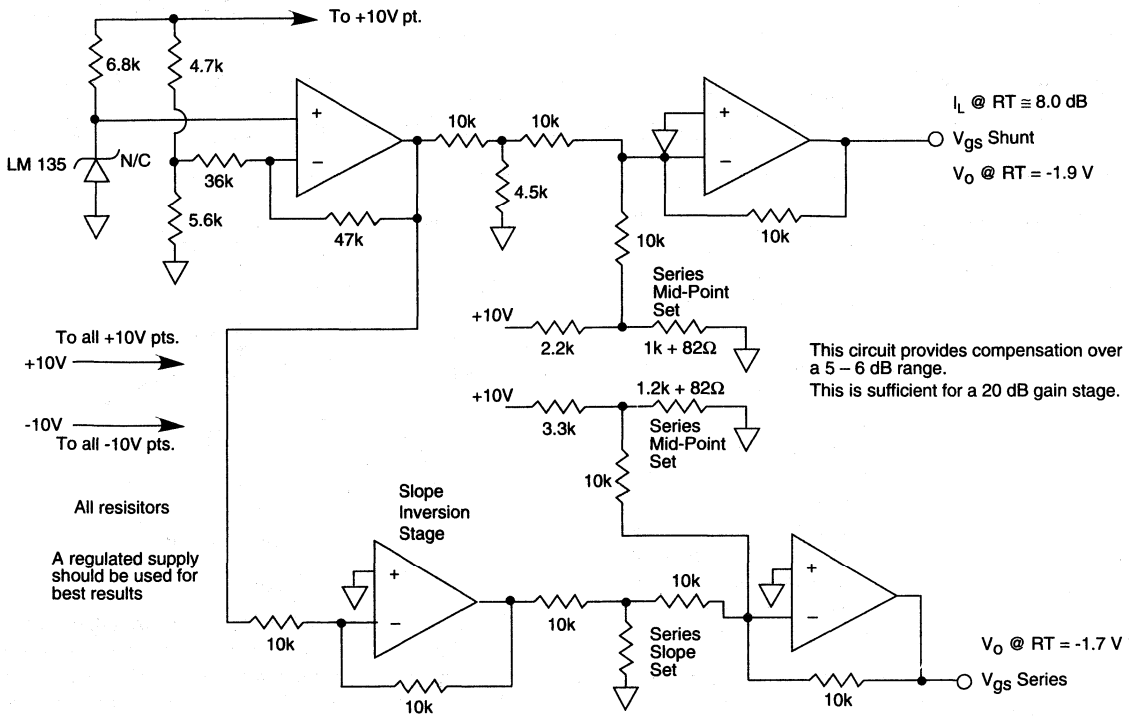 To +10V pt.
6.8k
4.7k
+
10k
10k
I_L @ RT ≅ 8.0 dB
+
V_gs Shunt
LM 135
N/C
−
36k
−
V_O @ RT = -1.9 V
4.5k
5.6k
47k
10k
10k
Series
Mid-Point
Set
+10V
2.2k
1k + 82Ω
To all +10V pts.
+10V
This circuit provides compensation over
a 5 – 6 dB range.
This is sufficient for a 20 dB gain stage.
+10V
1.2k + 82Ω
3.3k
Series
Mid-Point
Set
-10V
To all -10V pts.
10k
Slope
Inversion
Stage
All resisitors
A regulated supply
should be used for
best results
+
−
10k
10k
10k
10k
Series
Slope
Set
+
−
10k
V_O @ RT = -1.7 V
V_gs Series